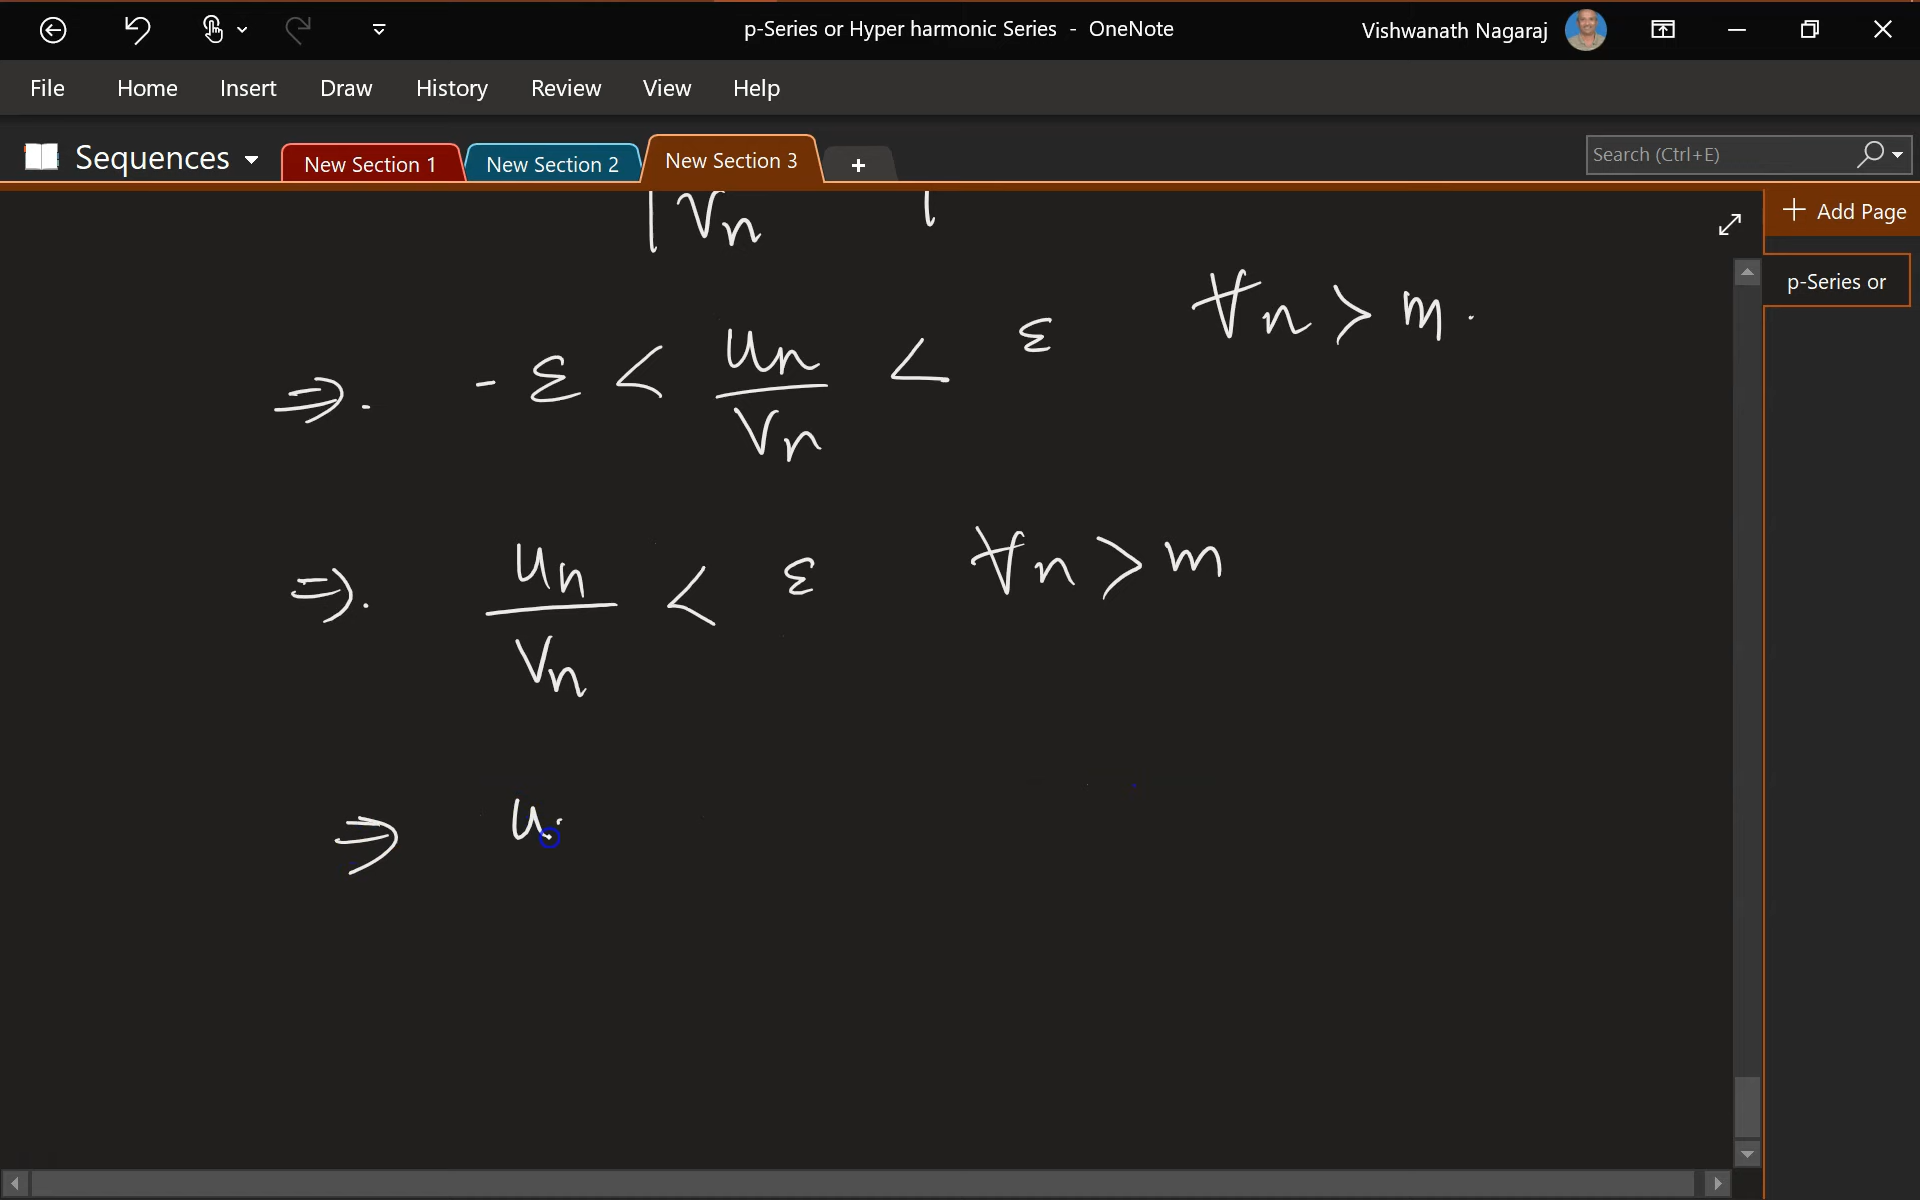 p-Series or Hyper harmonic Series - OneNote
Vishwanath Nagaraj
File Home Insert Draw History Review View Help
Sequences
New Section 1
New Section 2
New Section 3
+
Search (Ctrl+E)
+ Add Page
p-Series or
| Vn |
⇒. - ε < un/vn < ε ∀n > m.
⇒. un/vn < ε ∀n > m
⇒ u